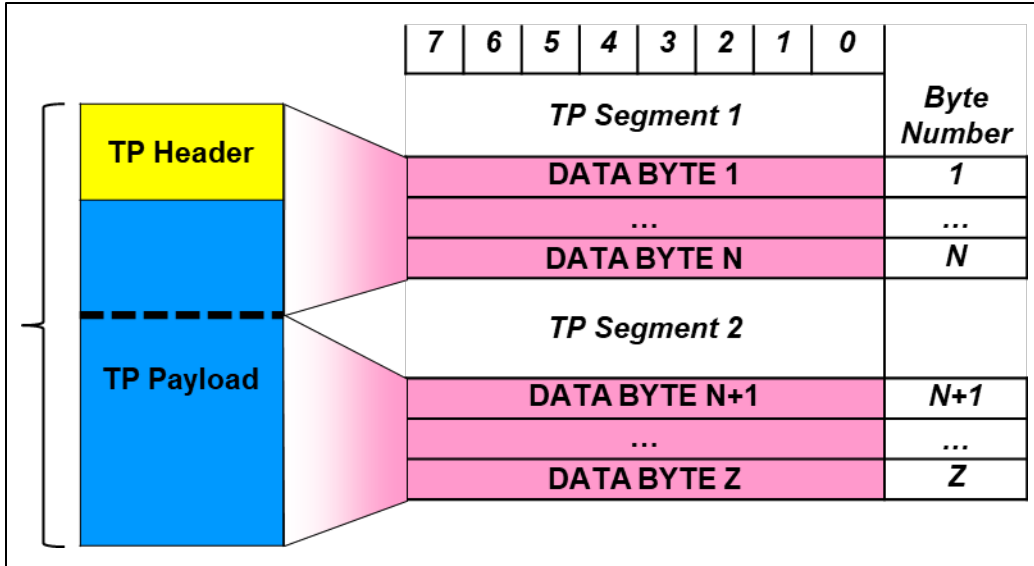 7 6 5 4 3 2 1 0
TP Segment 1
Byte
Number
TP Header
DATA BYTE 1 1
... ...
DATA BYTE N N
TP Segment 2
TP Payload
DATA BYTE N+1 N+1
... ...
DATA BYTE Z Z